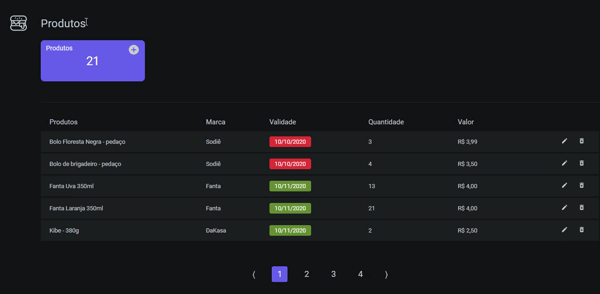 Produtos
Produtos
21
Produtos Marca Validade Quantidade Valor
Bolo Floresta Negra - pedaço Sodiê 10/10/2020 3 R$ 3,99
Bolo de brigadeiro - pedaço Sodiê 10/10/2020 4 R$ 3,50
Fanta Uva 350ml Fanta 10/11/2020 13 R$ 4,00
Fanta Laranja 350ml Fanta 10/11/2020 21 R$ 4,00
Kibe - 380g DaKasa 10/11/2020 2 R$ 2,50
1 2 3 4